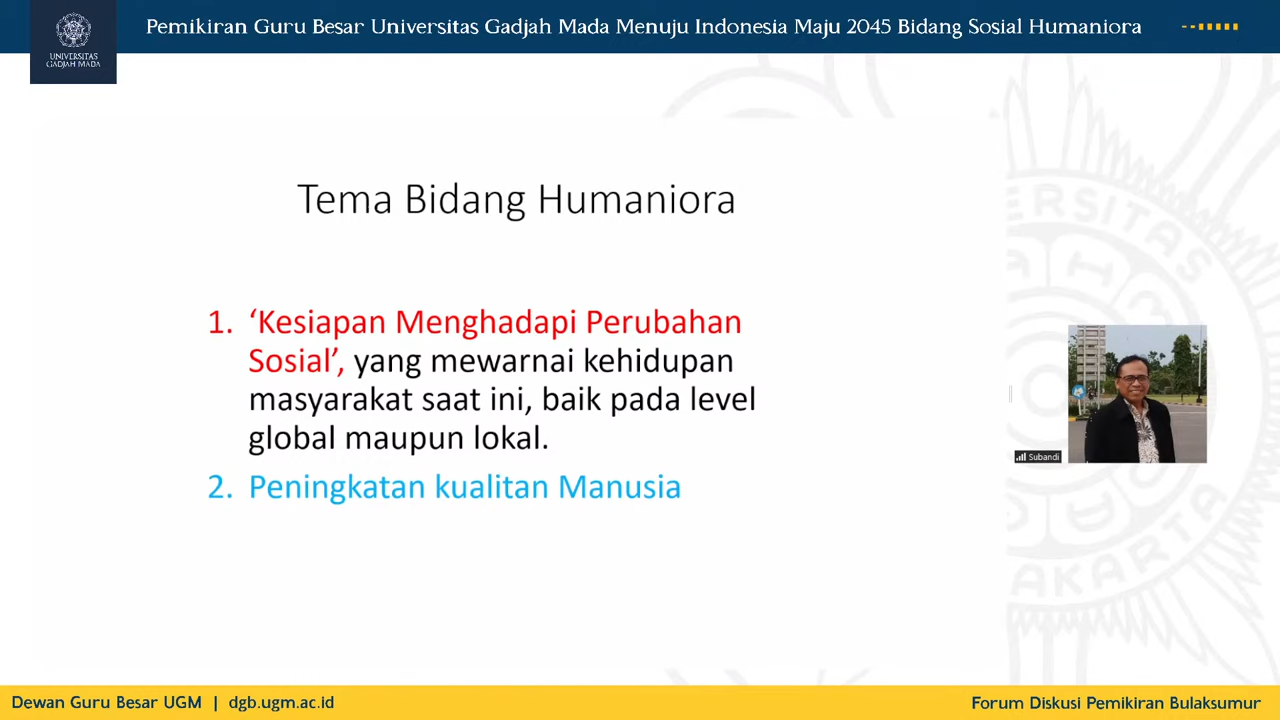 Pemikiran Guru Besar Universitas Gadjah Mada Menuju Indonesia Maju 2045 Bidang Sosial Humaniora
UNIVERSITAS
GADJAH MADA
Tema Bidang Humaniora
1. ‘Kesiapan Menghadapi Perubahan
Sosial’, yang mewarnai kehidupan
masyarakat saat ini, baik pada level
global maupun lokal.
2. Peningkatan kualitan Manusia
Subandi
Dewan Guru Besar UGM | dgb.ugm.ac.id
Forum Diskusi Pemikiran Bulaksumur